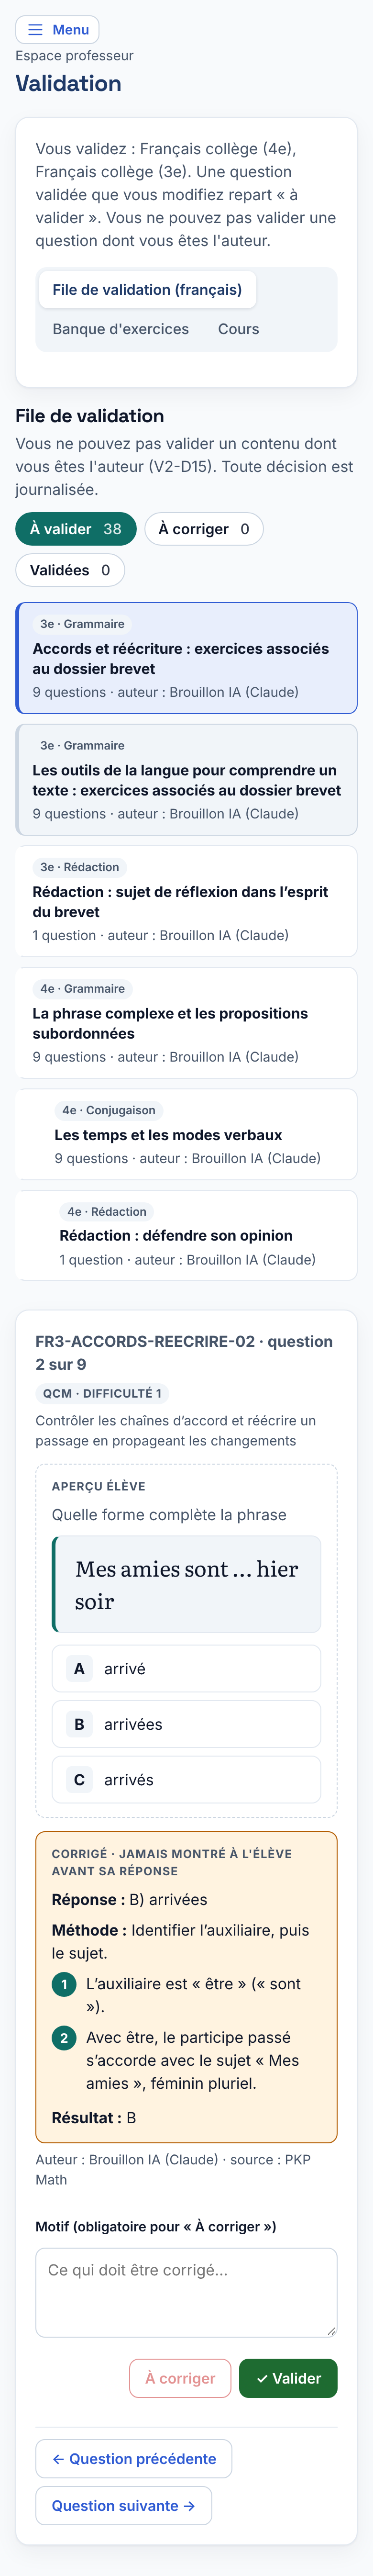 Menu
Espace professeur
Validation
Vous validez : Français collège (4e),
Français collège (3e). Une question
validée que vous modifiez repart « à
valider ». Vous ne pouvez pas valider une
question dont vous êtes l'auteur.
File de validation (français)
Banque d'exercices Cours
File de validation
Vous ne pouvez pas valider un contenu dont
vous êtes l'auteur (V2-D15). Toute décision est
journalisée.
À valider 38 À corriger 0
Validées 0
3e · Grammaire
Accords et réécriture : exercices associés
au dossier brevet
9 questions · auteur : Brouillon IA (Claude)
3e · Grammaire
Les outils de la langue pour comprendre un
texte : exercices associés au dossier brevet
9 questions · auteur : Brouillon IA (Claude)
3e · Rédaction
Rédaction : sujet de réflexion dans l’esprit
du brevet
1 question · auteur : Brouillon IA (Claude)
4e · Grammaire
La phrase complexe et les propositions
subordonnées
9 questions · auteur : Brouillon IA (Claude)
4e · Conjugaison
Les temps et les modes verbaux
9 questions · auteur : Brouillon IA (Claude)
4e · Rédaction
Rédaction : défendre son opinion
1 question · auteur : Brouillon IA (Claude)
FR3-ACCORDS-REECRIRE-02 · question
2 sur 9
QCM · DIFFICULTÉ 1
Contrôler les chaînes d’accord et réécrire un
passage en propageant les changements
APERÇU ÉLÈVE
Quelle forme complète la phrase
Mes amies sont … hier
soir
A arrivé
B arrivées
C arrivés
CORRIGÉ · JAMAIS MONTRÉ À L'ÉLÈVE
AVANT SA RÉPONSE
Réponse : B) arrivées
Méthode : Identifier l’auxiliaire, puis
le sujet.
1 L’auxiliaire est « être » (« sont
»).
2 Avec être, le participe passé
s’accorde avec le sujet « Mes
amies », féminin pluriel.
Résultat : B
Auteur : Brouillon IA (Claude) · source : PKP
Math
Motif (obligatoire pour « À corriger »)
Ce qui doit être corrigé…
À corriger ✓ Valider
← Question précédente
Question suivante →